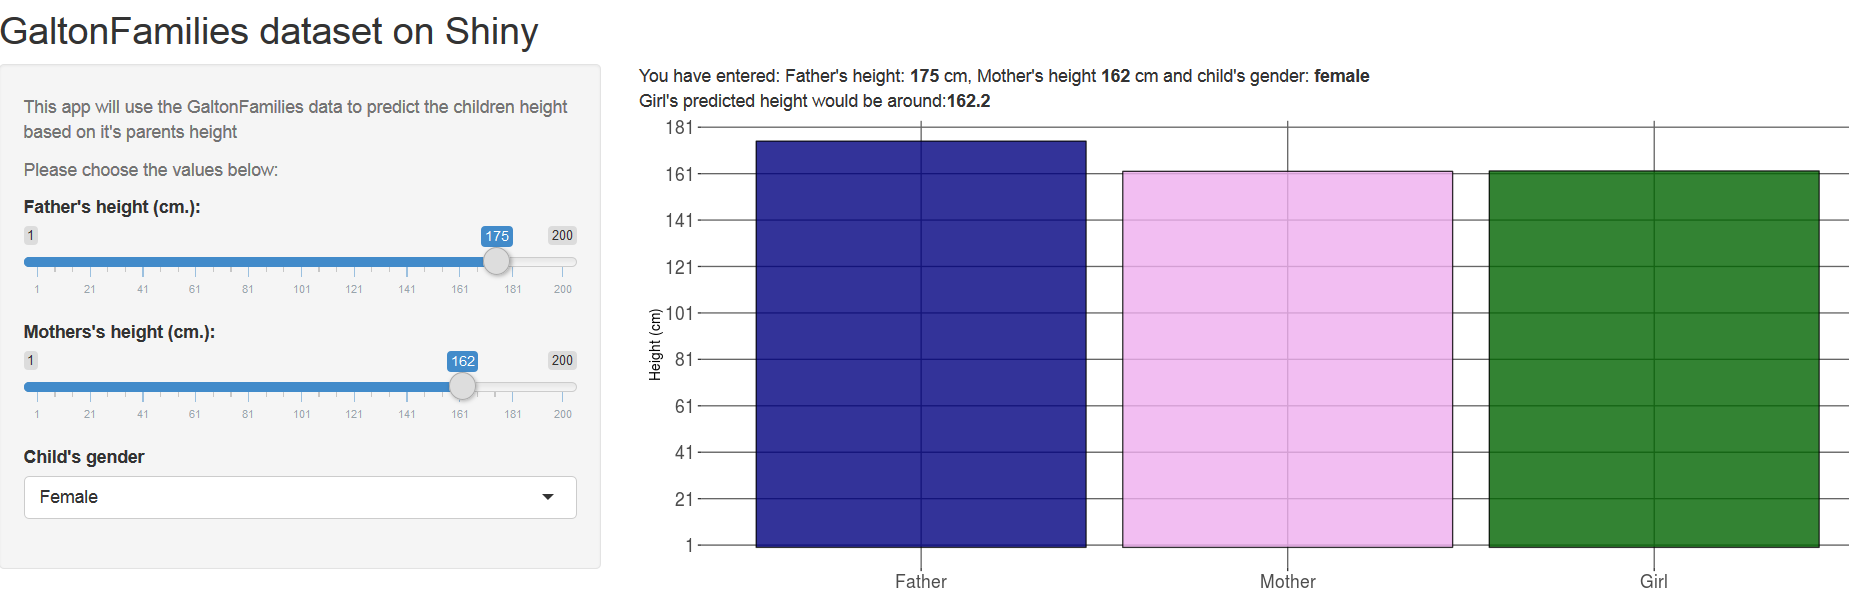 GaltonFamilies dataset on Shiny
This app will use the GaltonFamilies data to predict the children height
based on it's parents height
Please choose the values below:
Father's height (cm.):
1 175 200
1 21 41 61 81 101 121 141 161 181 200
Mothers's height (cm.):
1 162 200
1 21 41 61 81 101 121 141 161 181 200
Child's gender
Female
You have entered: Father's height: 175 cm, Mother's height 162 cm and child's gender: female
Girl's predicted height would be around:162.2
Height (cm)
181
161
141
121
101
81
61
41
21
1
Father Mother Girl